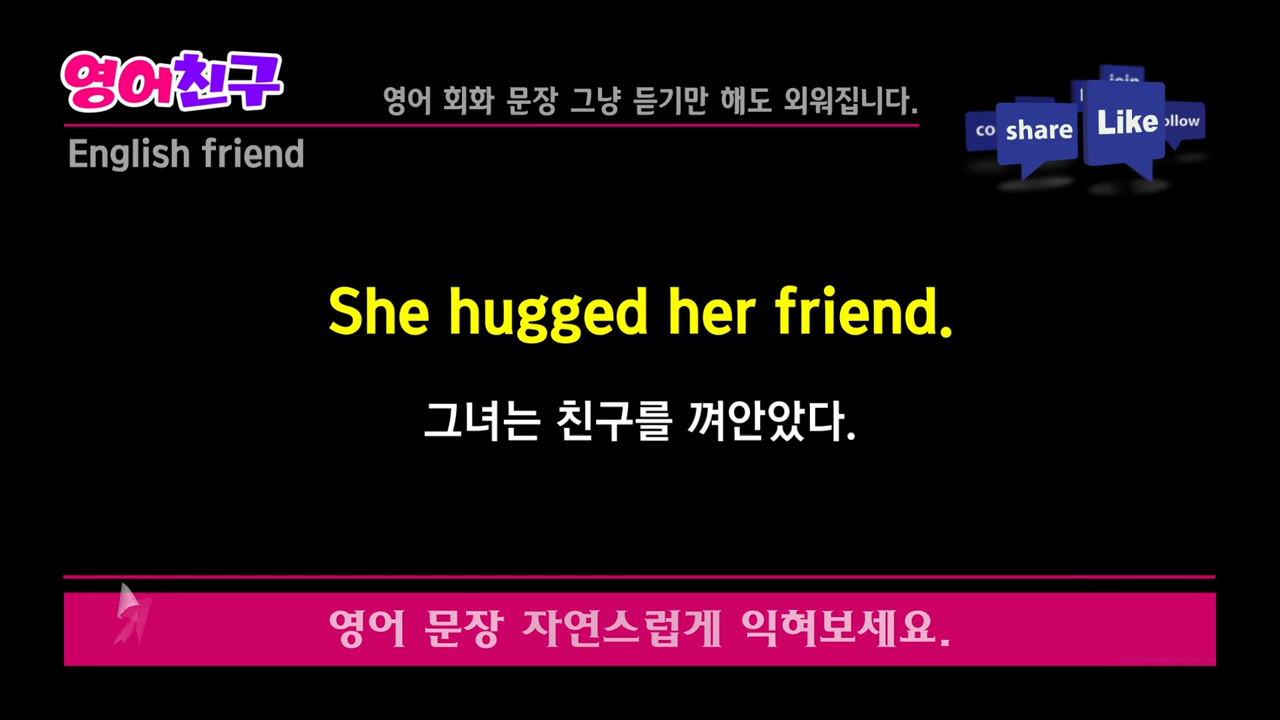 영어친구
영어 회화 문장 그냥 듣기만 해도 외워집니다.
English friend
join
co
share
Like
ollow
She hugged her friend.
그녀는 친구를 껴안았다.
영어 문장 자연스럽게 익혀보세요.